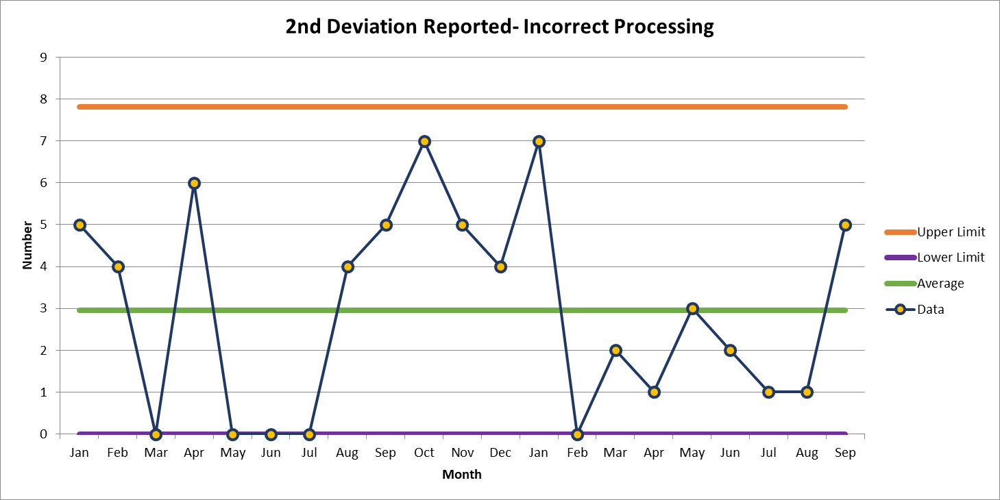 2nd Deviation Reported- Incorrect Processing
9
8
7
6
5
4
3
2
1
0
Number
Jan Feb Mar Apr May Jun Jul Aug Sep Oct Nov Dec Jan Feb Mar Apr May Jun Jul Aug Sep
Month
Upper Limit
Lower Limit
Average
Data